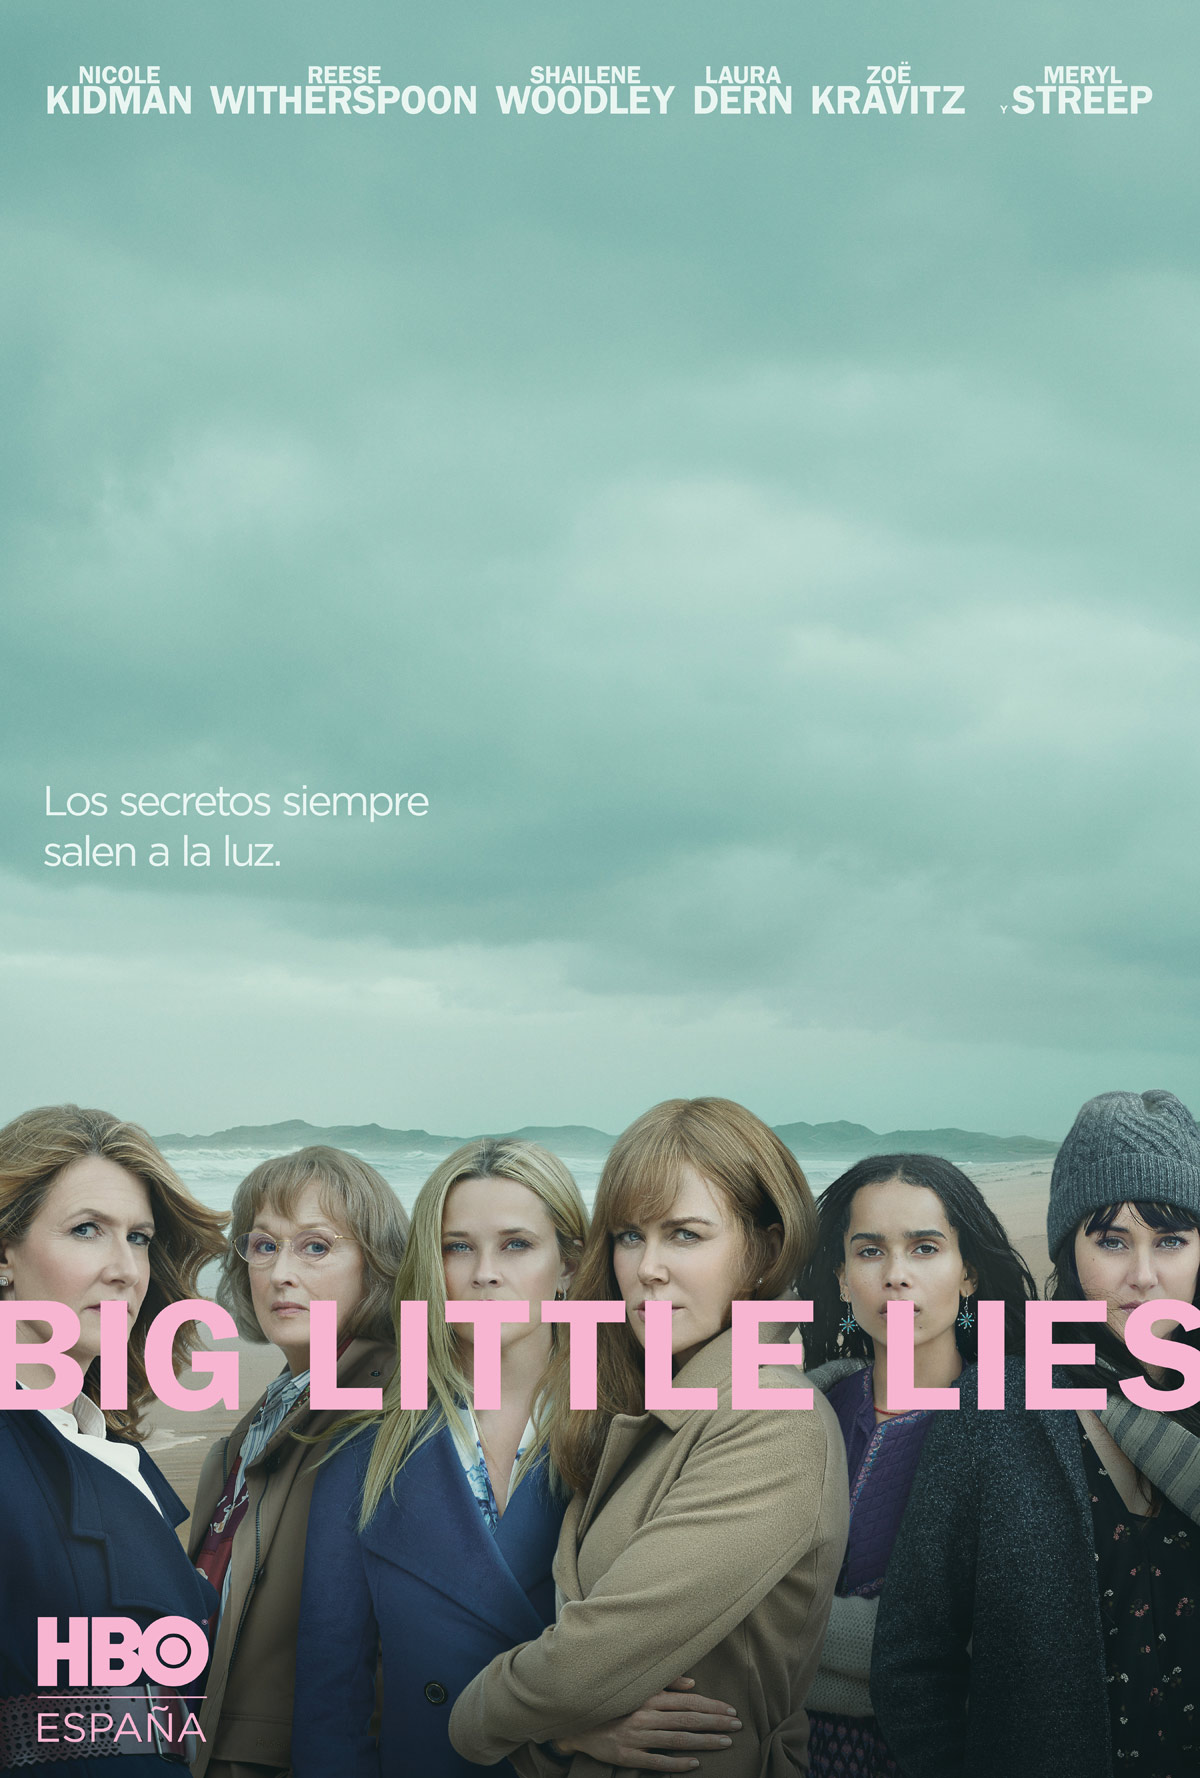 NICOLE KIDMAN REESE WITHERSPOON SHAILENE WOODLEY LAURA DERN ZOË KRAVITZ Y MERYL STREEP
Los secretos siempre
salen a la luz.
BIG LITTLE LIES
HBO®
ESPAÑA